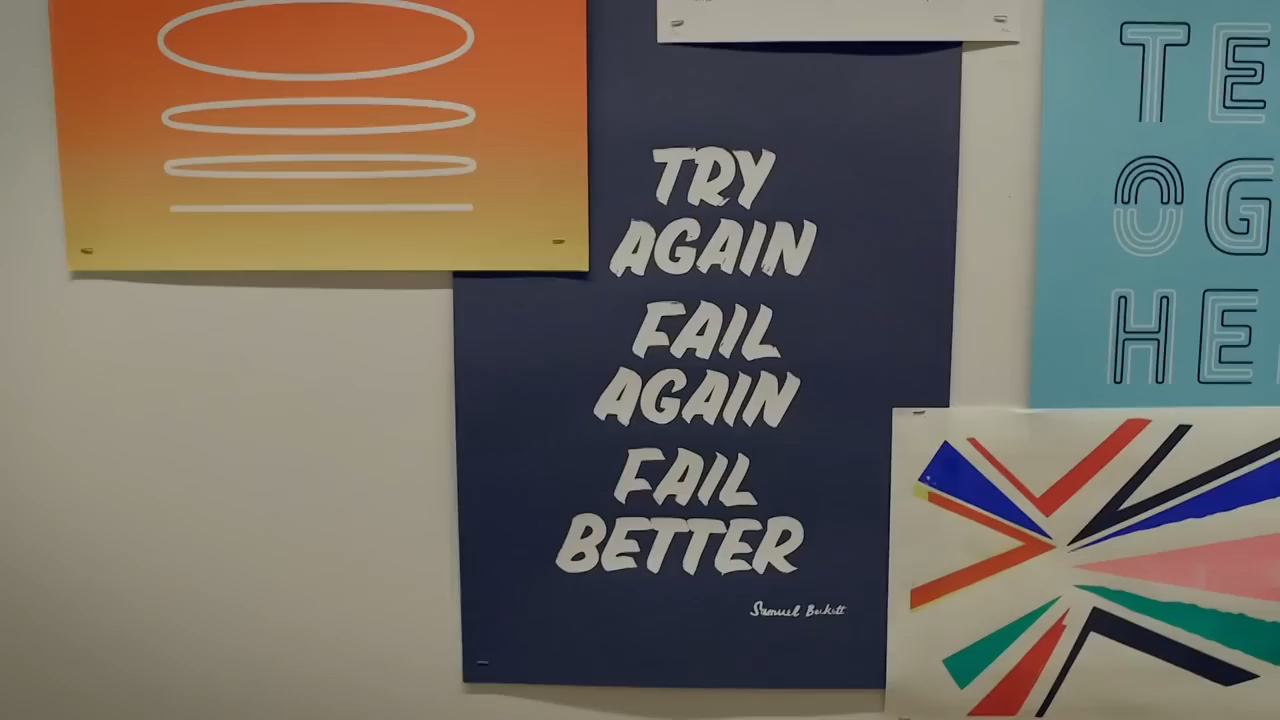 TRY
AGAIN
FAIL
AGAIN
FAIL
BETTER
Samuel Beckett
TE
OG
HE